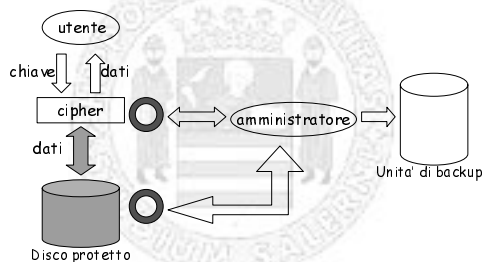 utente
chiave
dati
cipher
amministratore
dati
Unita' di backup
Disco protetto